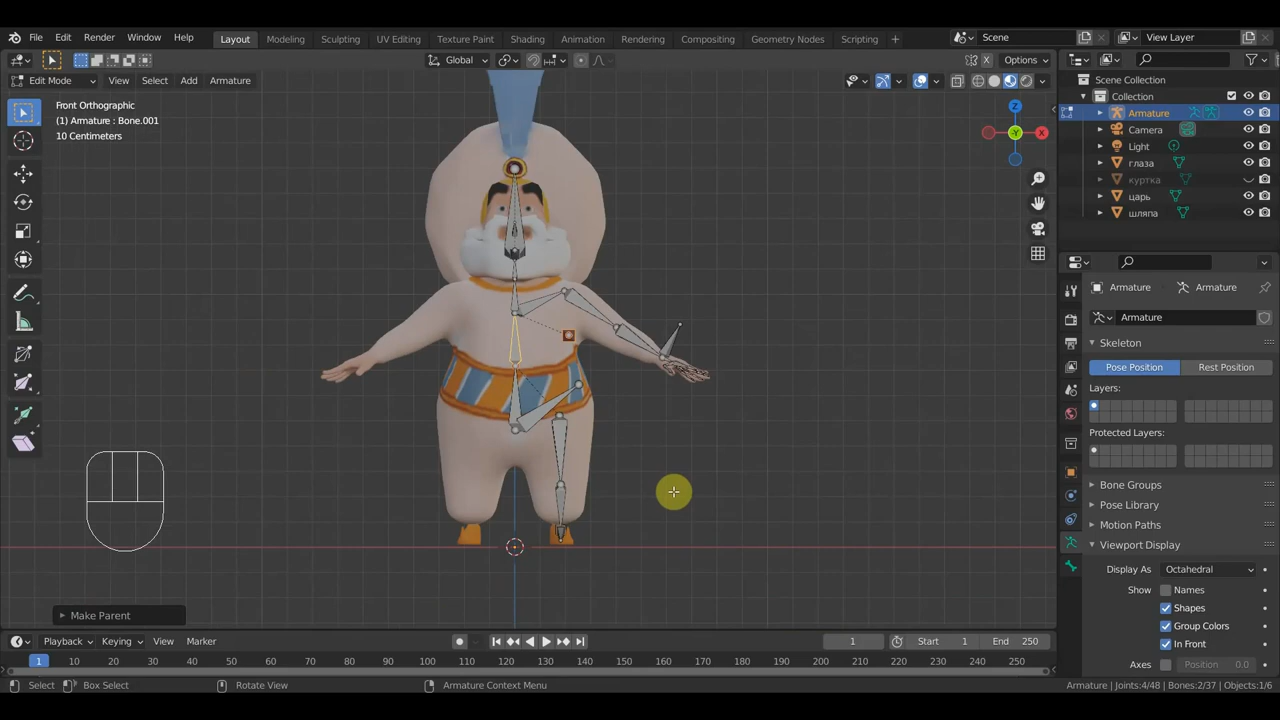 File Edit Render Window Help Layout Modeling Sculpting UV Editing Texture Paint Shading Animation Rendering Compositing Geometry Nodes Scripting + Scene View Layer
Global X Options
Edit Mode View Select Add Armature
Front Orthographic
(1) Armature : Bone.001
10 Centimeters
Z
X
-Y
Scene Collection
Collection
Armature
Camera
Light
глаза
куртка
царь
шляпа
Armature Armature
Armature
Skeleton
Pose Position Rest Position
Layers:
Protected Layers:
Bone Groups
Pose Library
Motion Paths
Viewport Display
Display As Octahedral
Show Names
Shapes
Group Colors
In Front
Axes Position 0.0
Make Parent
Playback Keying View Marker 1 Start 1 End 250
1 10 20 30 40 50 60 70 80 90 100 110 120 130 140 150 160 170 180 190 200 210 220 230 240 250
Select Box Select Rotate View Armature Context Menu Armature | Joints:4/48 | Bones:2/37 | Objects:1/6